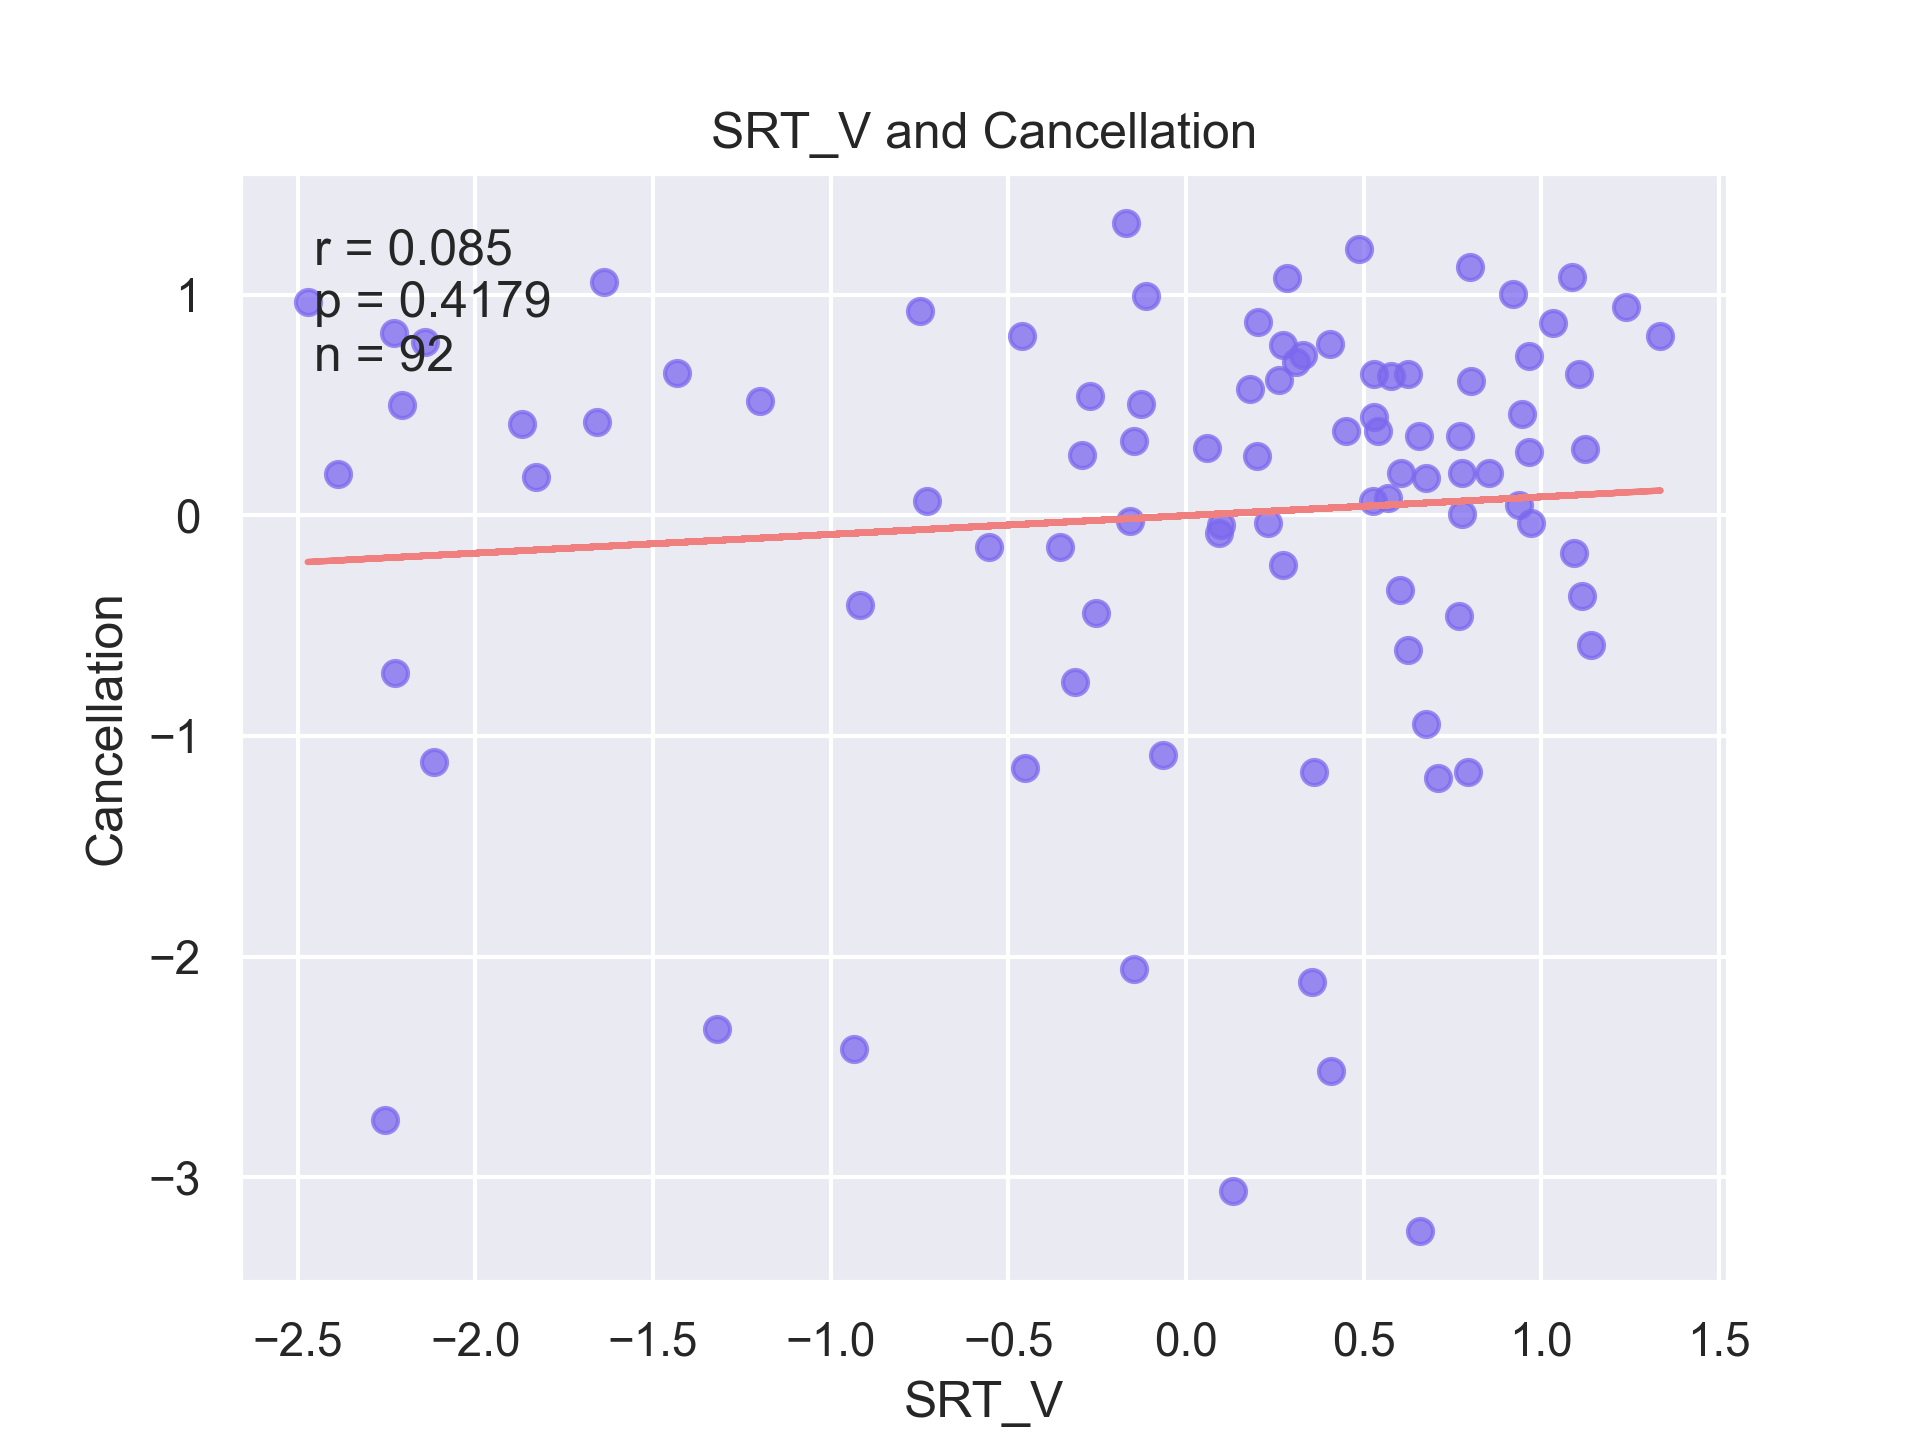 SRT_V and Cancellation
r = 0.085
p = 0.4179
n = 92
1
0
−1
−2
−3
Cancellation
−2.5 −2.0 −1.5 −1.0 −0.5 0.0 0.5 1.0 1.5
SRT_V